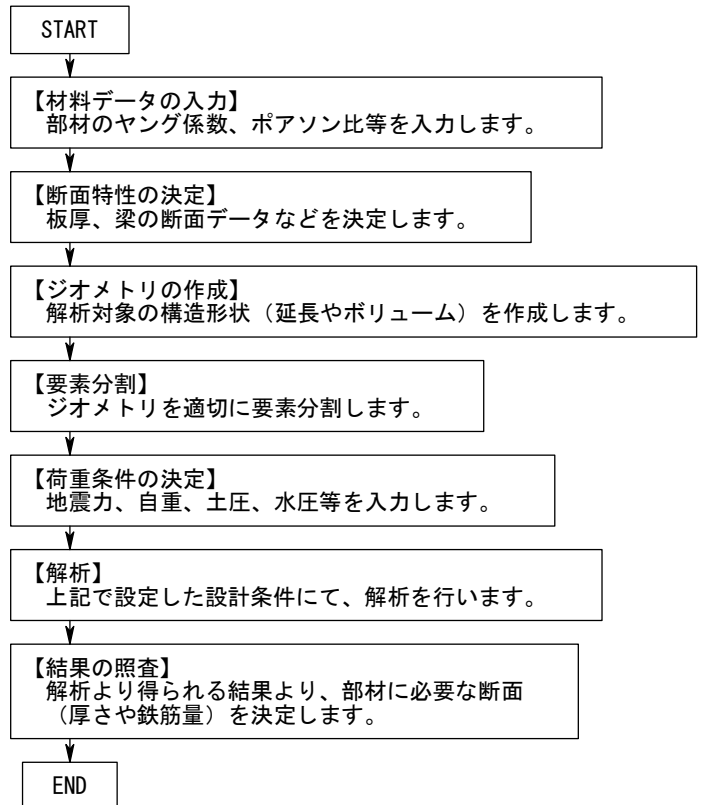 START
【材料データの入力】
部材のヤング係数、ポアソン比等を入力します。
【断面特性の決定】
板厚、梁の断面データなどを決定します。
【ジオメトリの作成】
解析対象の構造形状（延長やボリューム）を作成します。
【要素分割】
ジオメトリを適切に要素分割します。
【荷重条件の決定】
地震力、自重、土圧、水圧等を入力します。
【解析】
上記で設定した設計条件にて、解析を行います。
【結果の照査】
解析より得られる結果より、部材に必要な断面
（厚さや鉄筋量）を決定します。
END